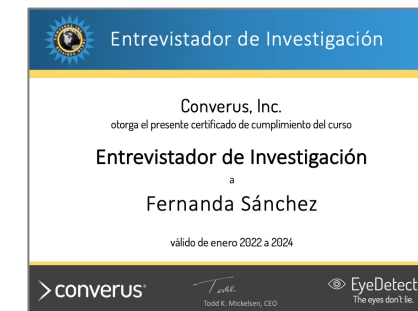 Entrevistador de Investigación
Converus, Inc.
otorga el presente certificado de cumplimiento del curso
Entrevistador de Investigación
a
Fernanda Sánchez
válido de enero 2022 a 2024
converus
Todd K. Mickelsen, CEO
EyeDetect
The eyes don't lie.